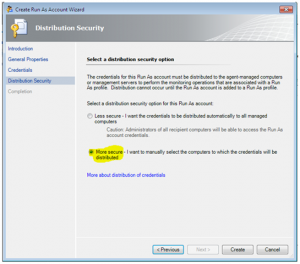 Create Run As Account Wizard
Distribution Security
Introduction
General Properties
Credentials
Distribution Security
Completion
Select a distribution security option
The credentials for this Run As account must be distributed to the agent-managed computers
or management servers to perform the monitoring operations that are associated with a Run
As profile. Distribution cannot occur until the Run As account is added to a Run As profile.
Select a distribution security option for this Run As account:
Less secure - I want the credentials to be distributed automatically to all managed
computers
Caution: Administrators of all recipient computers will be able to access the Run As
account credentials.
More secure - I want to manually select the computers to which the credentials will be
distributed
More about distribution of credentials
< Previous
Next >
Create
Cancel